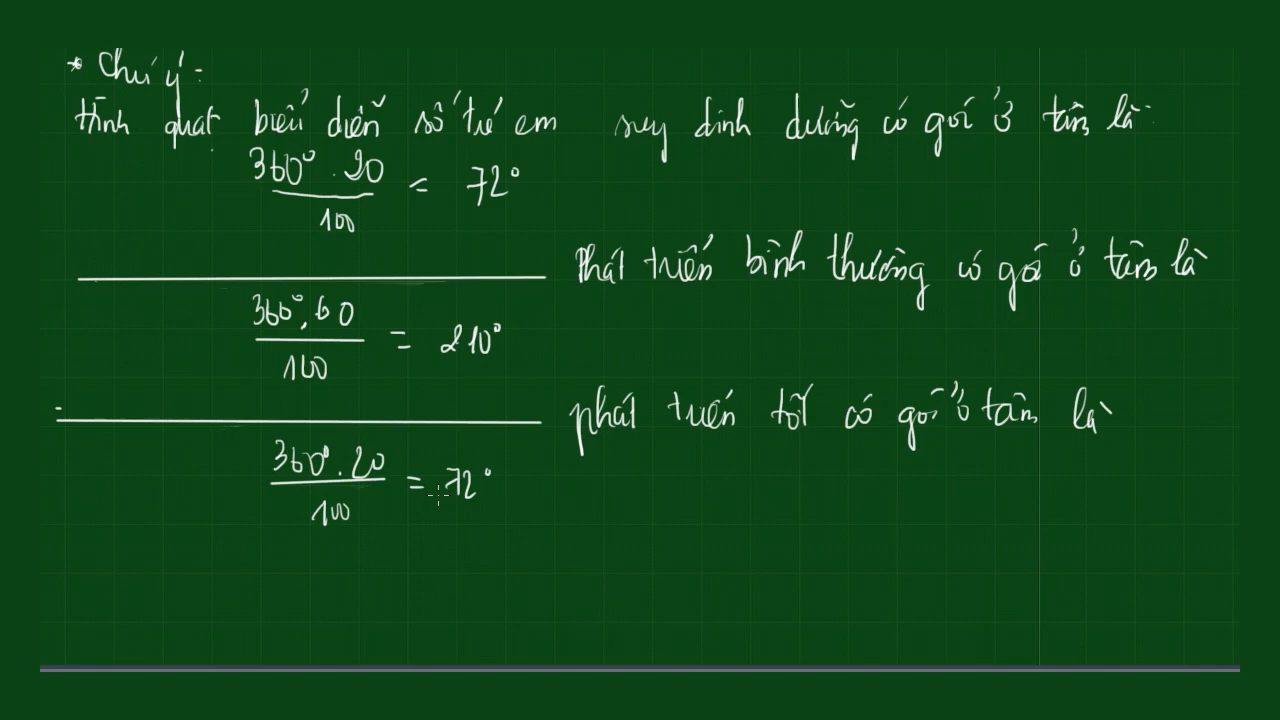 * Chú ý:
Hình quạt biểu diễn số trẻ em suy dinh dưỡng có góc ở tâm là:
360° . 20 / 100 = 72°
Phát triển bình thường có góc ở tâm là
360° . 60 / 100 = 210°
phát triển tốt có góc ở tâm là
360° . 20 / 100 = 72°